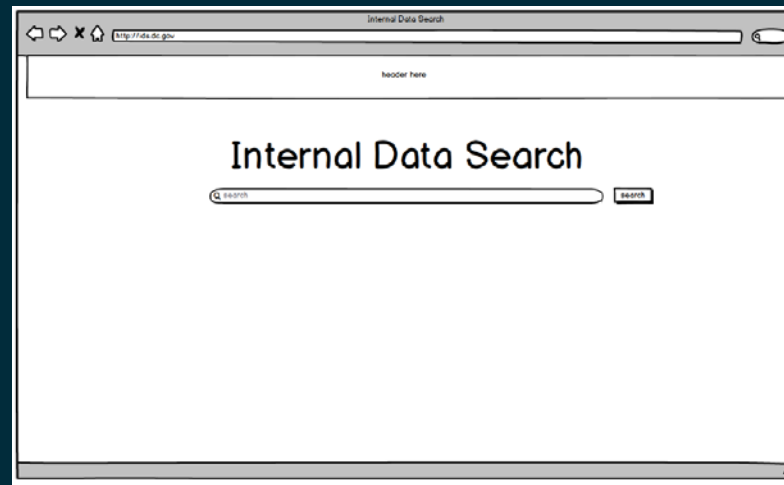 Internal Data Search
http://ids.dc.gov
header here
Internal Data Search
search
search